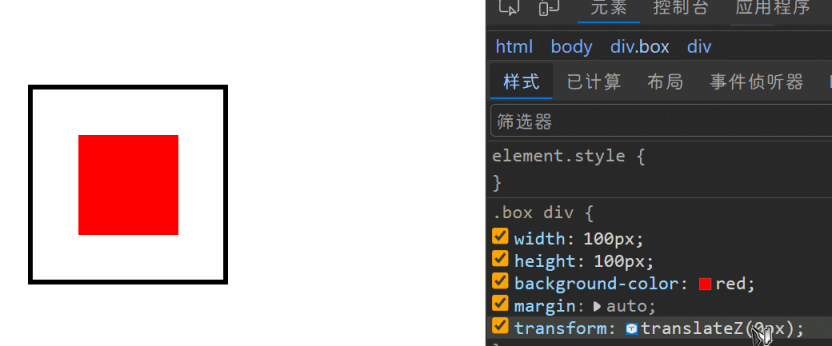 元素 控制台 应用程序
html body div.box div
样式 已计算 布局 事件侦听器
筛选器
element.style {
}
.box div {
width: 100px;
height: 100px;
background-color: red;
margin: auto;
transform: translateZ(0px);